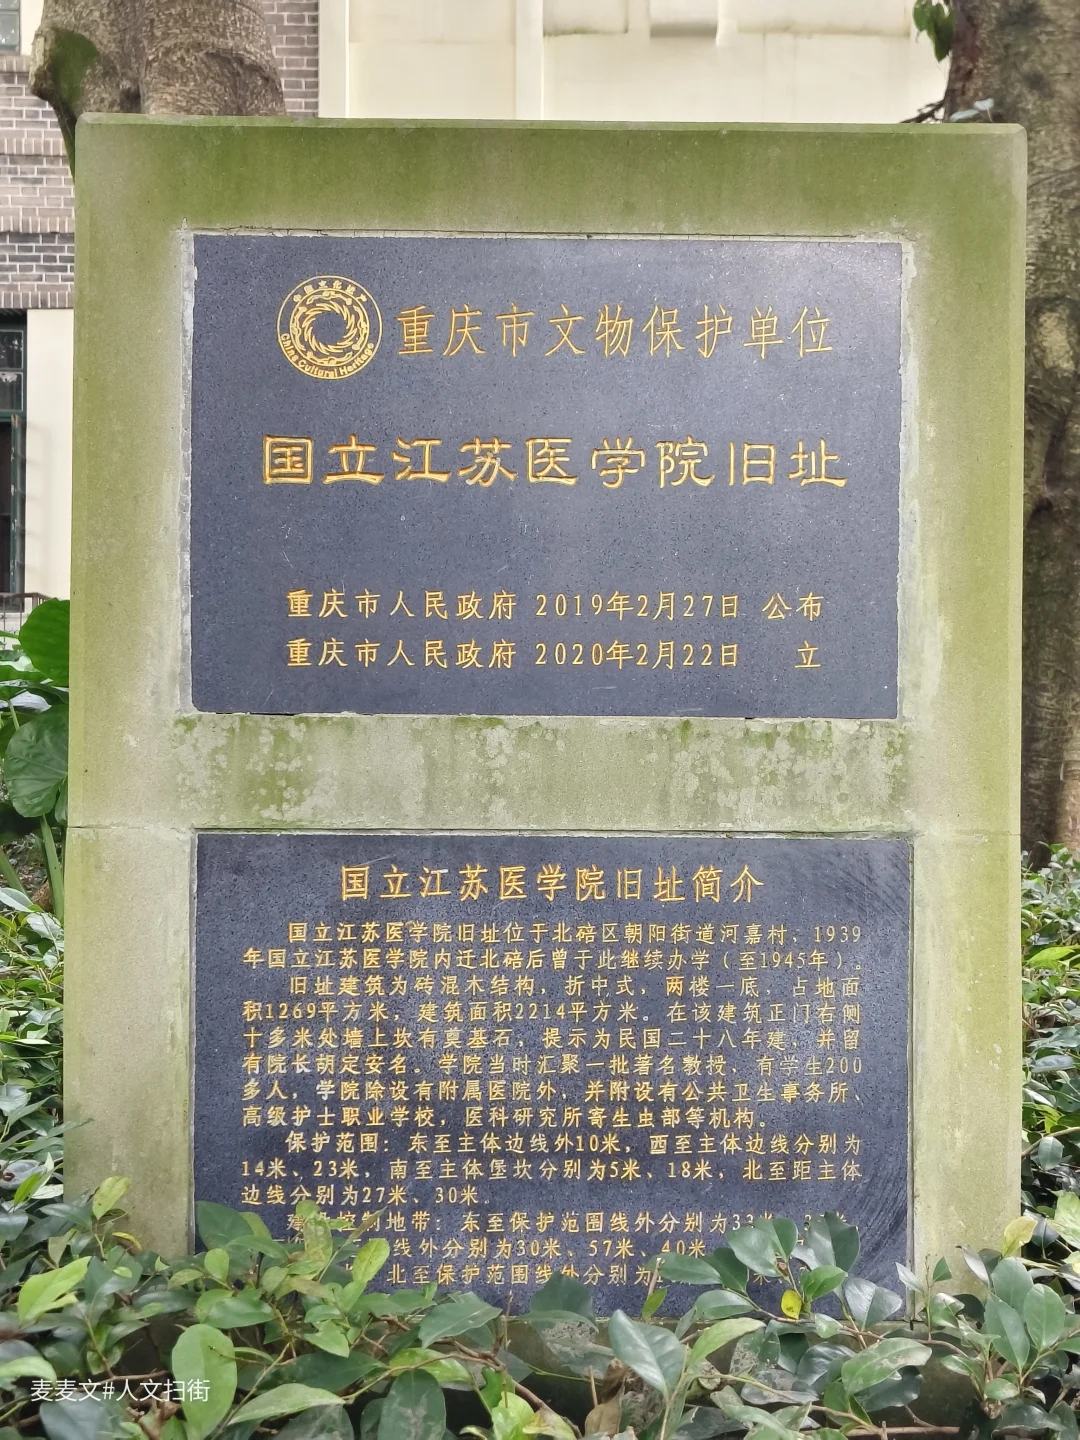 中国文化遗产
China Cultural Heritage
重庆市文物保护单位
国立江苏医学院旧址
重庆市人民政府 2019年2月27日 公布
重庆市人民政府 2020年2月22日 立
国立江苏医学院旧址简介
国立江苏医学院旧址位于北碚区朝阳街道河嘉村，1939
年国立江苏医学院内迁北碚后曾于此继续办学（至1945年）。
旧址建筑为砖混木结构，折中式，两楼一底，占地面
积1269平方米，建筑面积2214平方米。在该建筑正门右侧
十多米处墙上坎有奠基石，提示为民国二十八年建，并留
有院长胡定安名。学院当时汇聚一批著名教授，有学生200
多人，学院除设有附属医院外，并附设有公共卫生事务所、
高级护士职业学校，医科研究所寄生虫部等机构。
保护范围：东至主体边线外10米，西至主体边线分别为
14米、23米，南至主体堡坎分别为5米、18米，北至距主体
边线分别为27米、30米。
建设控制地带：东至保护范围线外分别为33米、
线外分别为30米、57米、40米
北至保护范围线外分别为
麦麦文#人文扫街